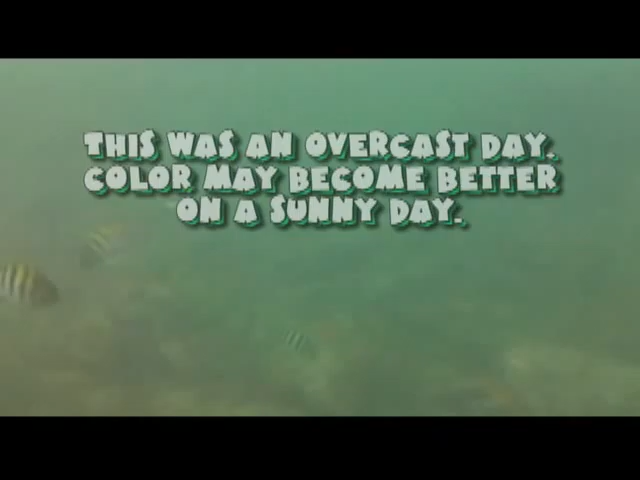 THIS WAS AN OVERCAST DAY.
COLOR MAY BECOME BETTER
ON A SUNNY DAY.